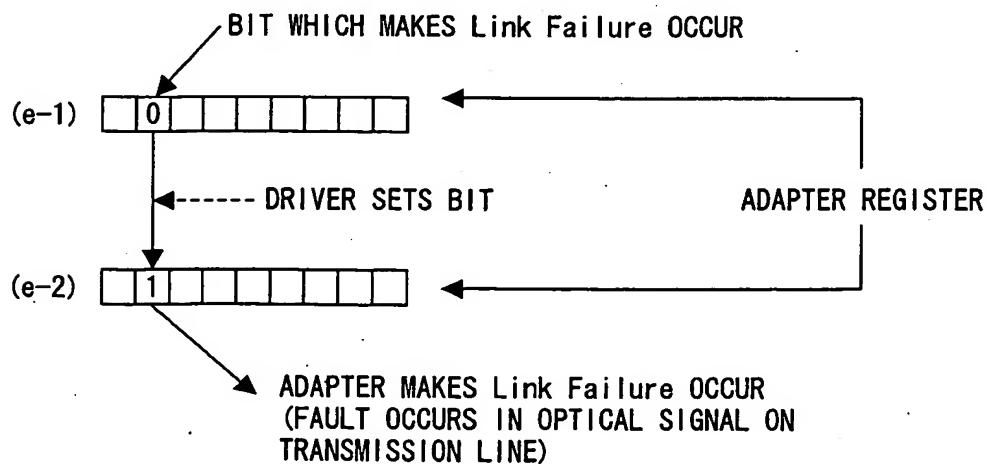 BIT WHICH MAKES Link Failure OCCUR
(e-1)
0
DRIVER SETS BIT
ADAPTER REGISTER
(e-2)
1
ADAPTER MAKES Link Failure OCCUR
(FAULT OCCURS IN OPTICAL SIGNAL ON
TRANSMISSION LINE)